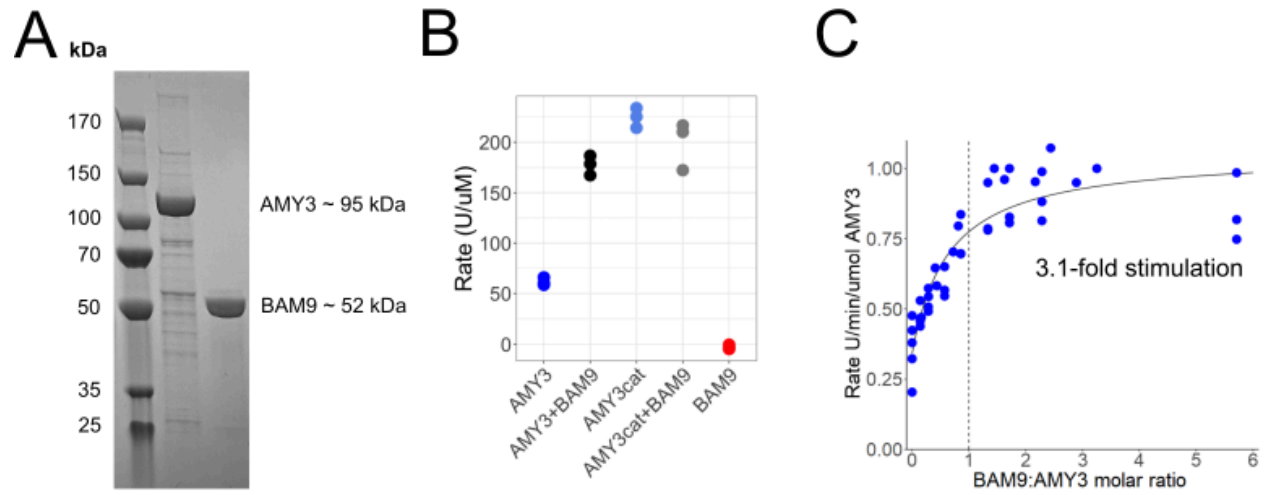 A
kDa
170
150
100
70
50
35
25
AMY3 ~ 95 kDa
BAM9 ~ 52 kDa
B
Rate (U/uM)
200
150
100
50
0
AMY3
AMY3+BAM9
AMY3cat
AMY3cat+BAM9
BAM9
C
Rate U/min/umol AMY3
1.00
0.75
0.50
0.25
0.00
3.1-fold stimulation
0 1 2 3 4 5 6
BAM9:AMY3 molar ratio